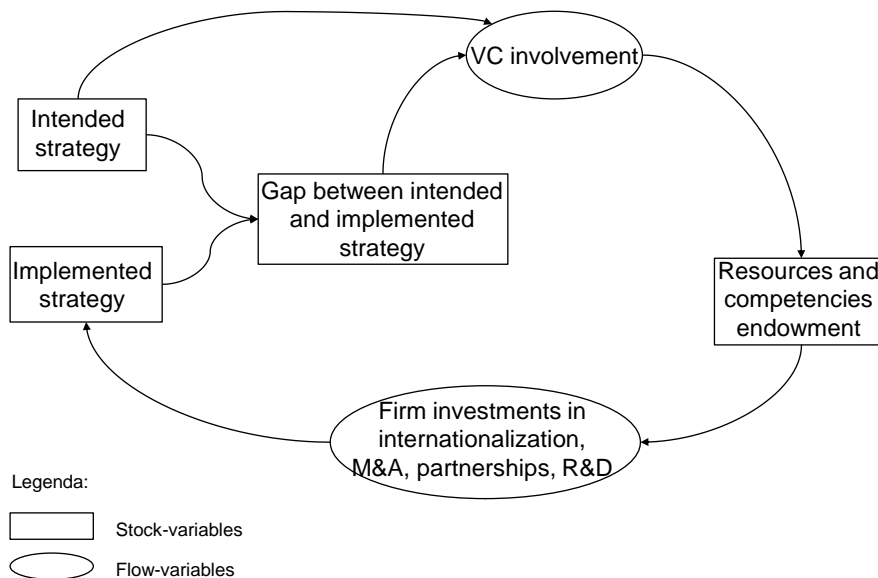 VC involvement
Intended
strategy
Gap between intended
and implemented
strategy
Implemented
strategy
Resources and
competencies
endowment
Firm investments in
internationalization,
M&A, partnerships, R&D
Legenda:
Stock-variables
Flow-variables